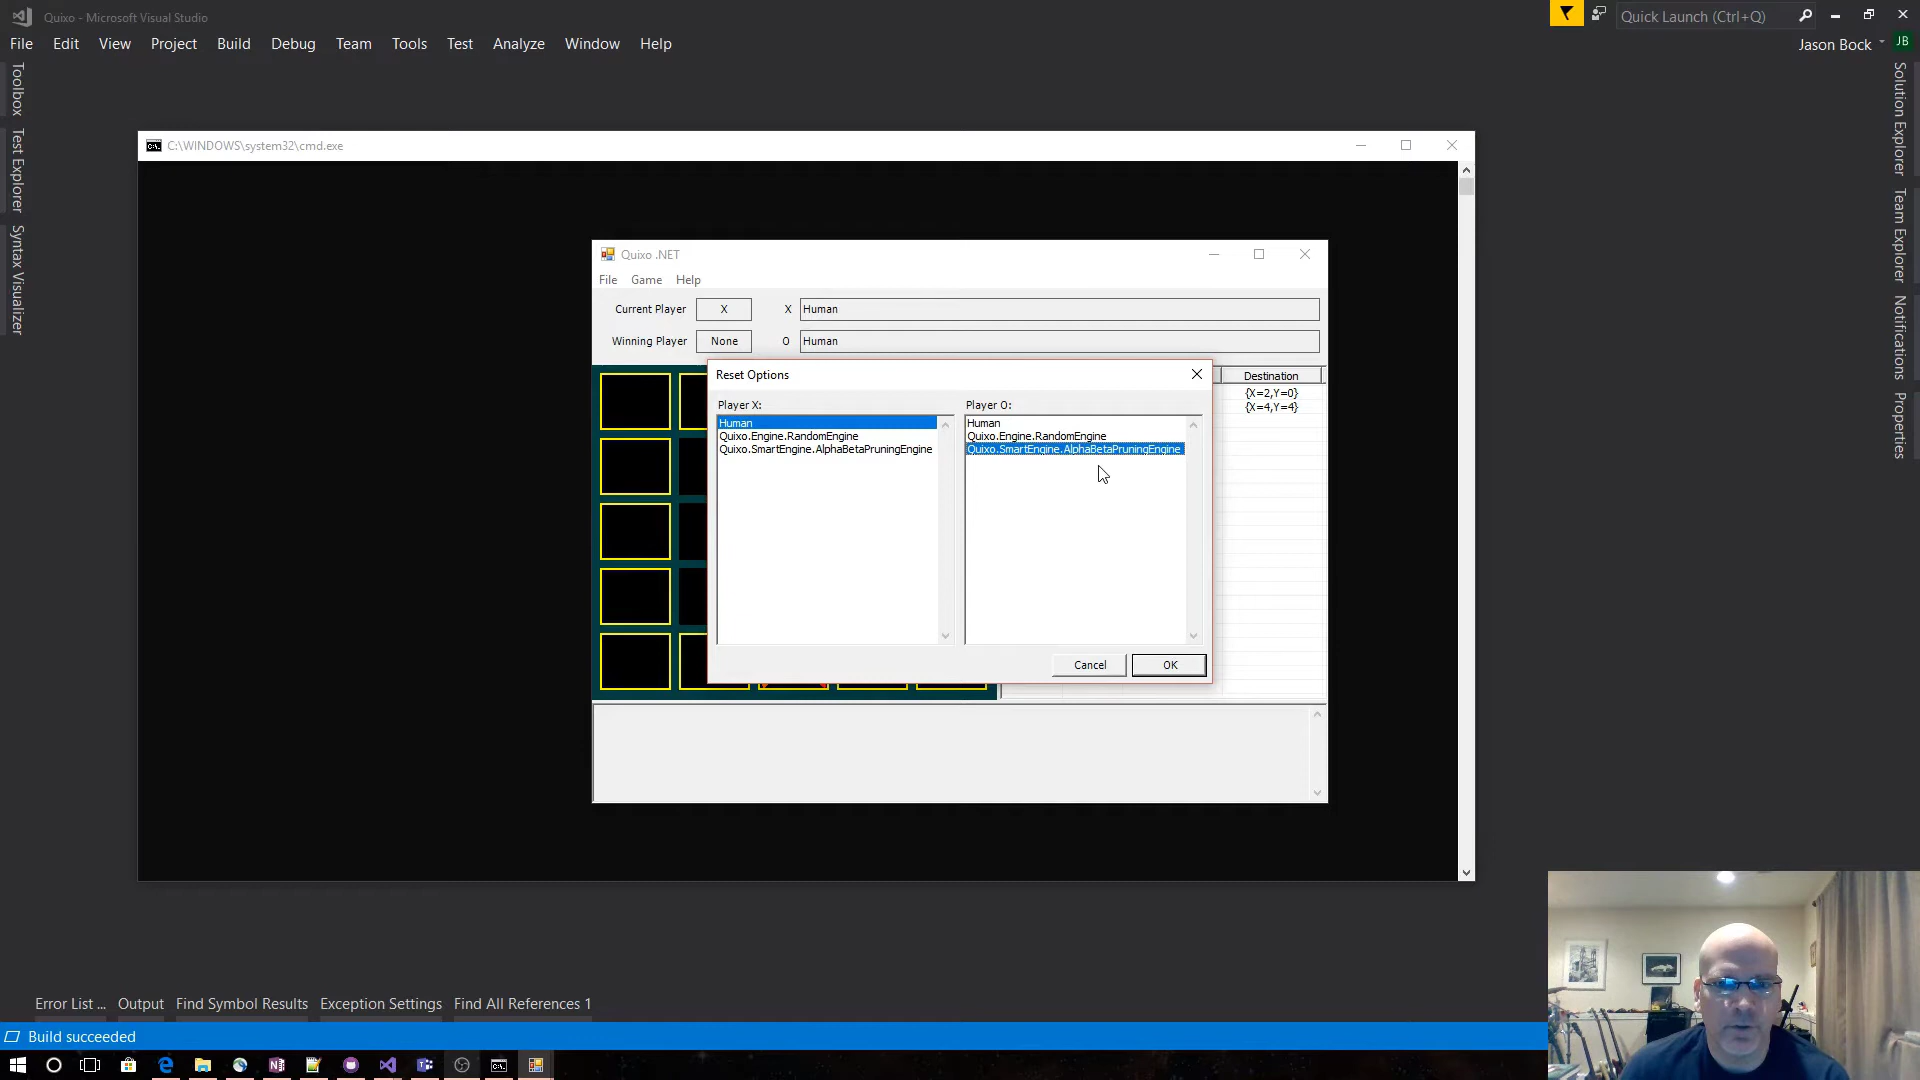 Quixo - Microsoft Visual Studio
Quick Launch (Ctrl+Q)
File Edit View Project Build Debug Team Tools Test Analyze Window Help
Jason Bock JB
Toolbox
Test Explorer
Syntax Visualizer
Solution Explorer
Team Explorer
Notifications
Properties
C:\WINDOWS\system32\cmd.exe
Quixo .NET
File Game Help
Current Player X X Human
Winning Player None O Human
Reset Options
Destination
{X=2,Y=0}
{X=4,Y=4}
Player X:
Human
Quixo.Engine.RandomEngine
Quixo.SmartEngine.AlphaBetaPruningEngine
Player O:
Human
Quixo.Engine.RandomEngine
Quixo.SmartEngine.AlphaBetaPruningEngine
Cancel OK
Error List ... Output Find Symbol Results Exception Settings Find All References 1
Build succeeded